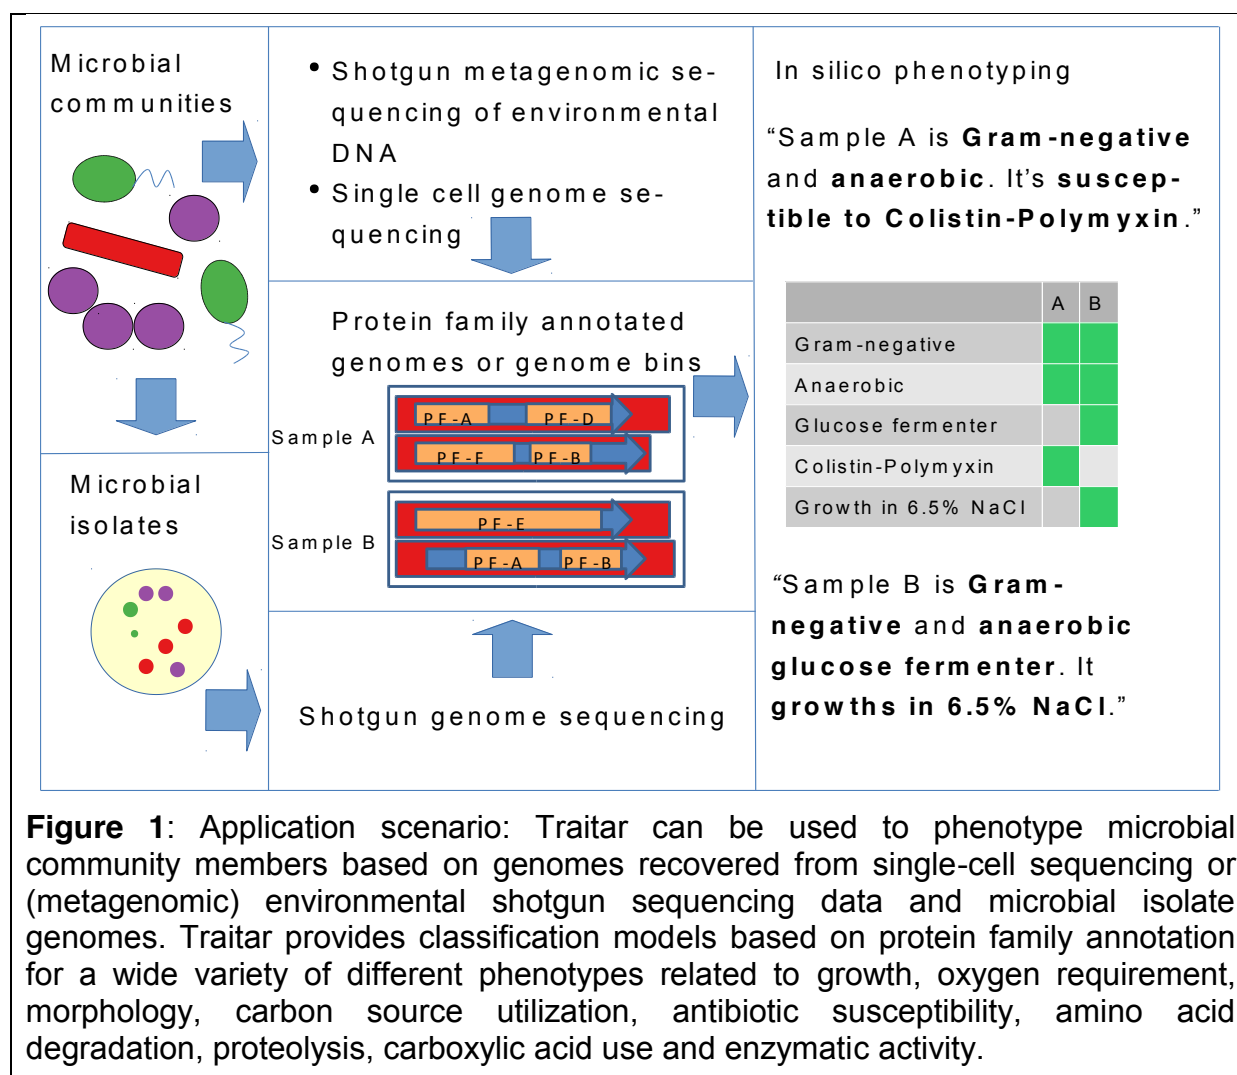 Microbial
communities
• Shotgun metagenomic se-
quencing of environmental
DNA
• Single cell genome se-
quencing
In silico phenotyping
“Sample A is Gram-negative
and anaerobic. It’s suscep-
tible to Colistin-Polymyxin.”
Protein family annotated
genomes or genome bins
Sample A
PF-A
PF-D
PF-F
PF-B
Sample B
PF-E
PF-A
PF-B
A B
Gram-negative
Anaerobic
Glucose fermenter
Colistin-Polymyxin
Growth in 6.5% NaCl
Microbial
isolates
“Sample B is Gram-
negative and anaerobic
glucose fermenter. It
growths in 6.5% NaCl.”
Shotgun genome sequencing
Figure 1: Application scenario: Traitar can be used to phenotype microbial
community members based on genomes recovered from single-cell sequencing or
(metagenomic) environmental shotgun sequencing data and microbial isolate
genomes. Traitar provides classification models based on protein family annotation
for a wide variety of different phenotypes related to growth, oxygen requirement,
morphology, carbon source utilization, antibiotic susceptibility, amino acid
degradation, proteolysis, carboxylic acid use and enzymatic activity.